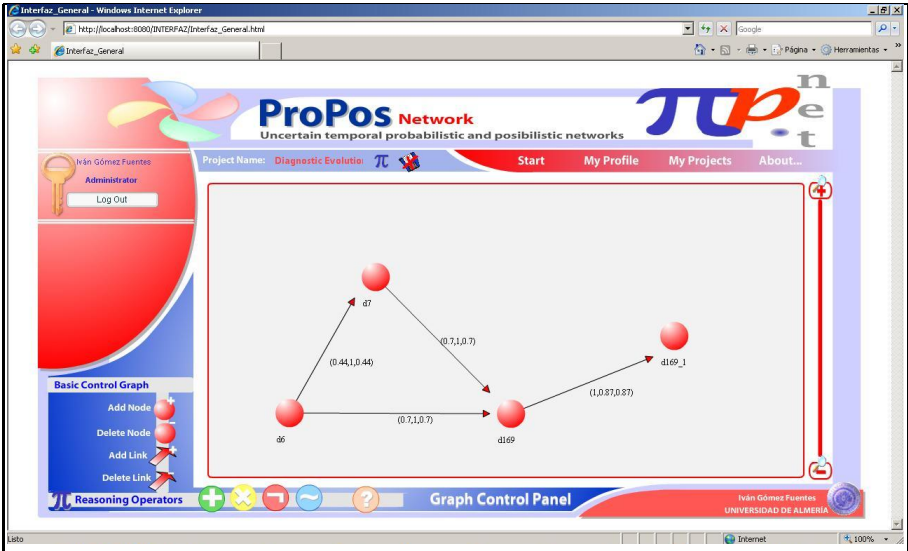 Interfaz_General - Windows Internet Explorer
http://localhost:8080/INTERFAZ/Interfaz_General.html
Google
Interfaz_General
Página
Herramientas
ProPos Network
Uncertain temporal probabilistic and posibilistic networks
πp net
Iván Gómez Fuentes
Administrator
Log Out
Project Name: Diagnostic Evolutio: π
Start My Profile My Projects About...
d7
(0.7,1,0.7)
(0.44,1,0.44)
d169_1
(1,0.87,0.87)
(0.7,1,0.7)
d6
d169
Basic Control Graph
Add Node
Delete Node
Add Link
Delete Link
π Reasoning Operators
Graph Control Panel
Iván Gómez Fuentes
UNIVERSIDAD DE ALMERÍA
Listo
Internet
100%